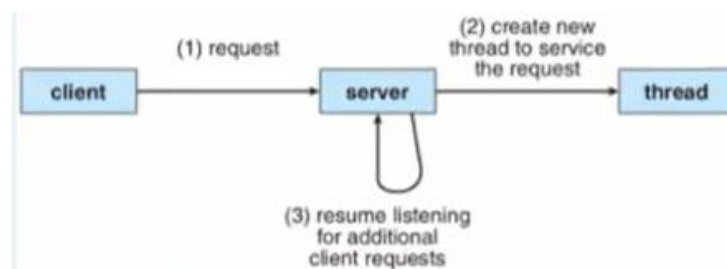 (1) request
(2) create new
thread to service
the request
client
server
thread
(3) resume listening
for additional
client requests